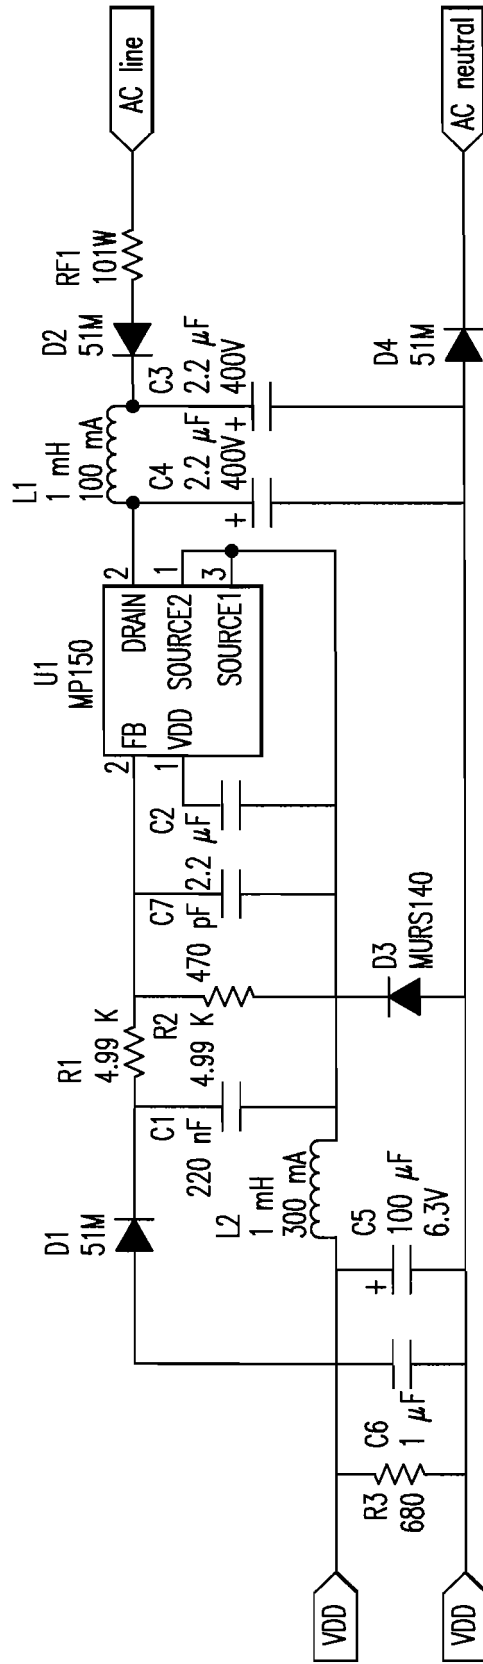 U1
MP150
L1
1 mH
100 mA
D2
51M
RF1
101W
AC line
D1
51M
R1
4.99 K
2
FB
DRAIN
2
1
VDD
SOURCE2
1
SOURCE1
3
C1
220 nF
R2
4.99 K
C7
470 pF
C2
2.2 μF
C4
2.2 μF
400V
+
C3
2.2 μF
400V
+
L2
1 mH
300 mA
VDD
R3
680
C6
1 μF
+
C5
100 μF
6.3V
D3
MURS140
D4
51M
VDD
AC neutral